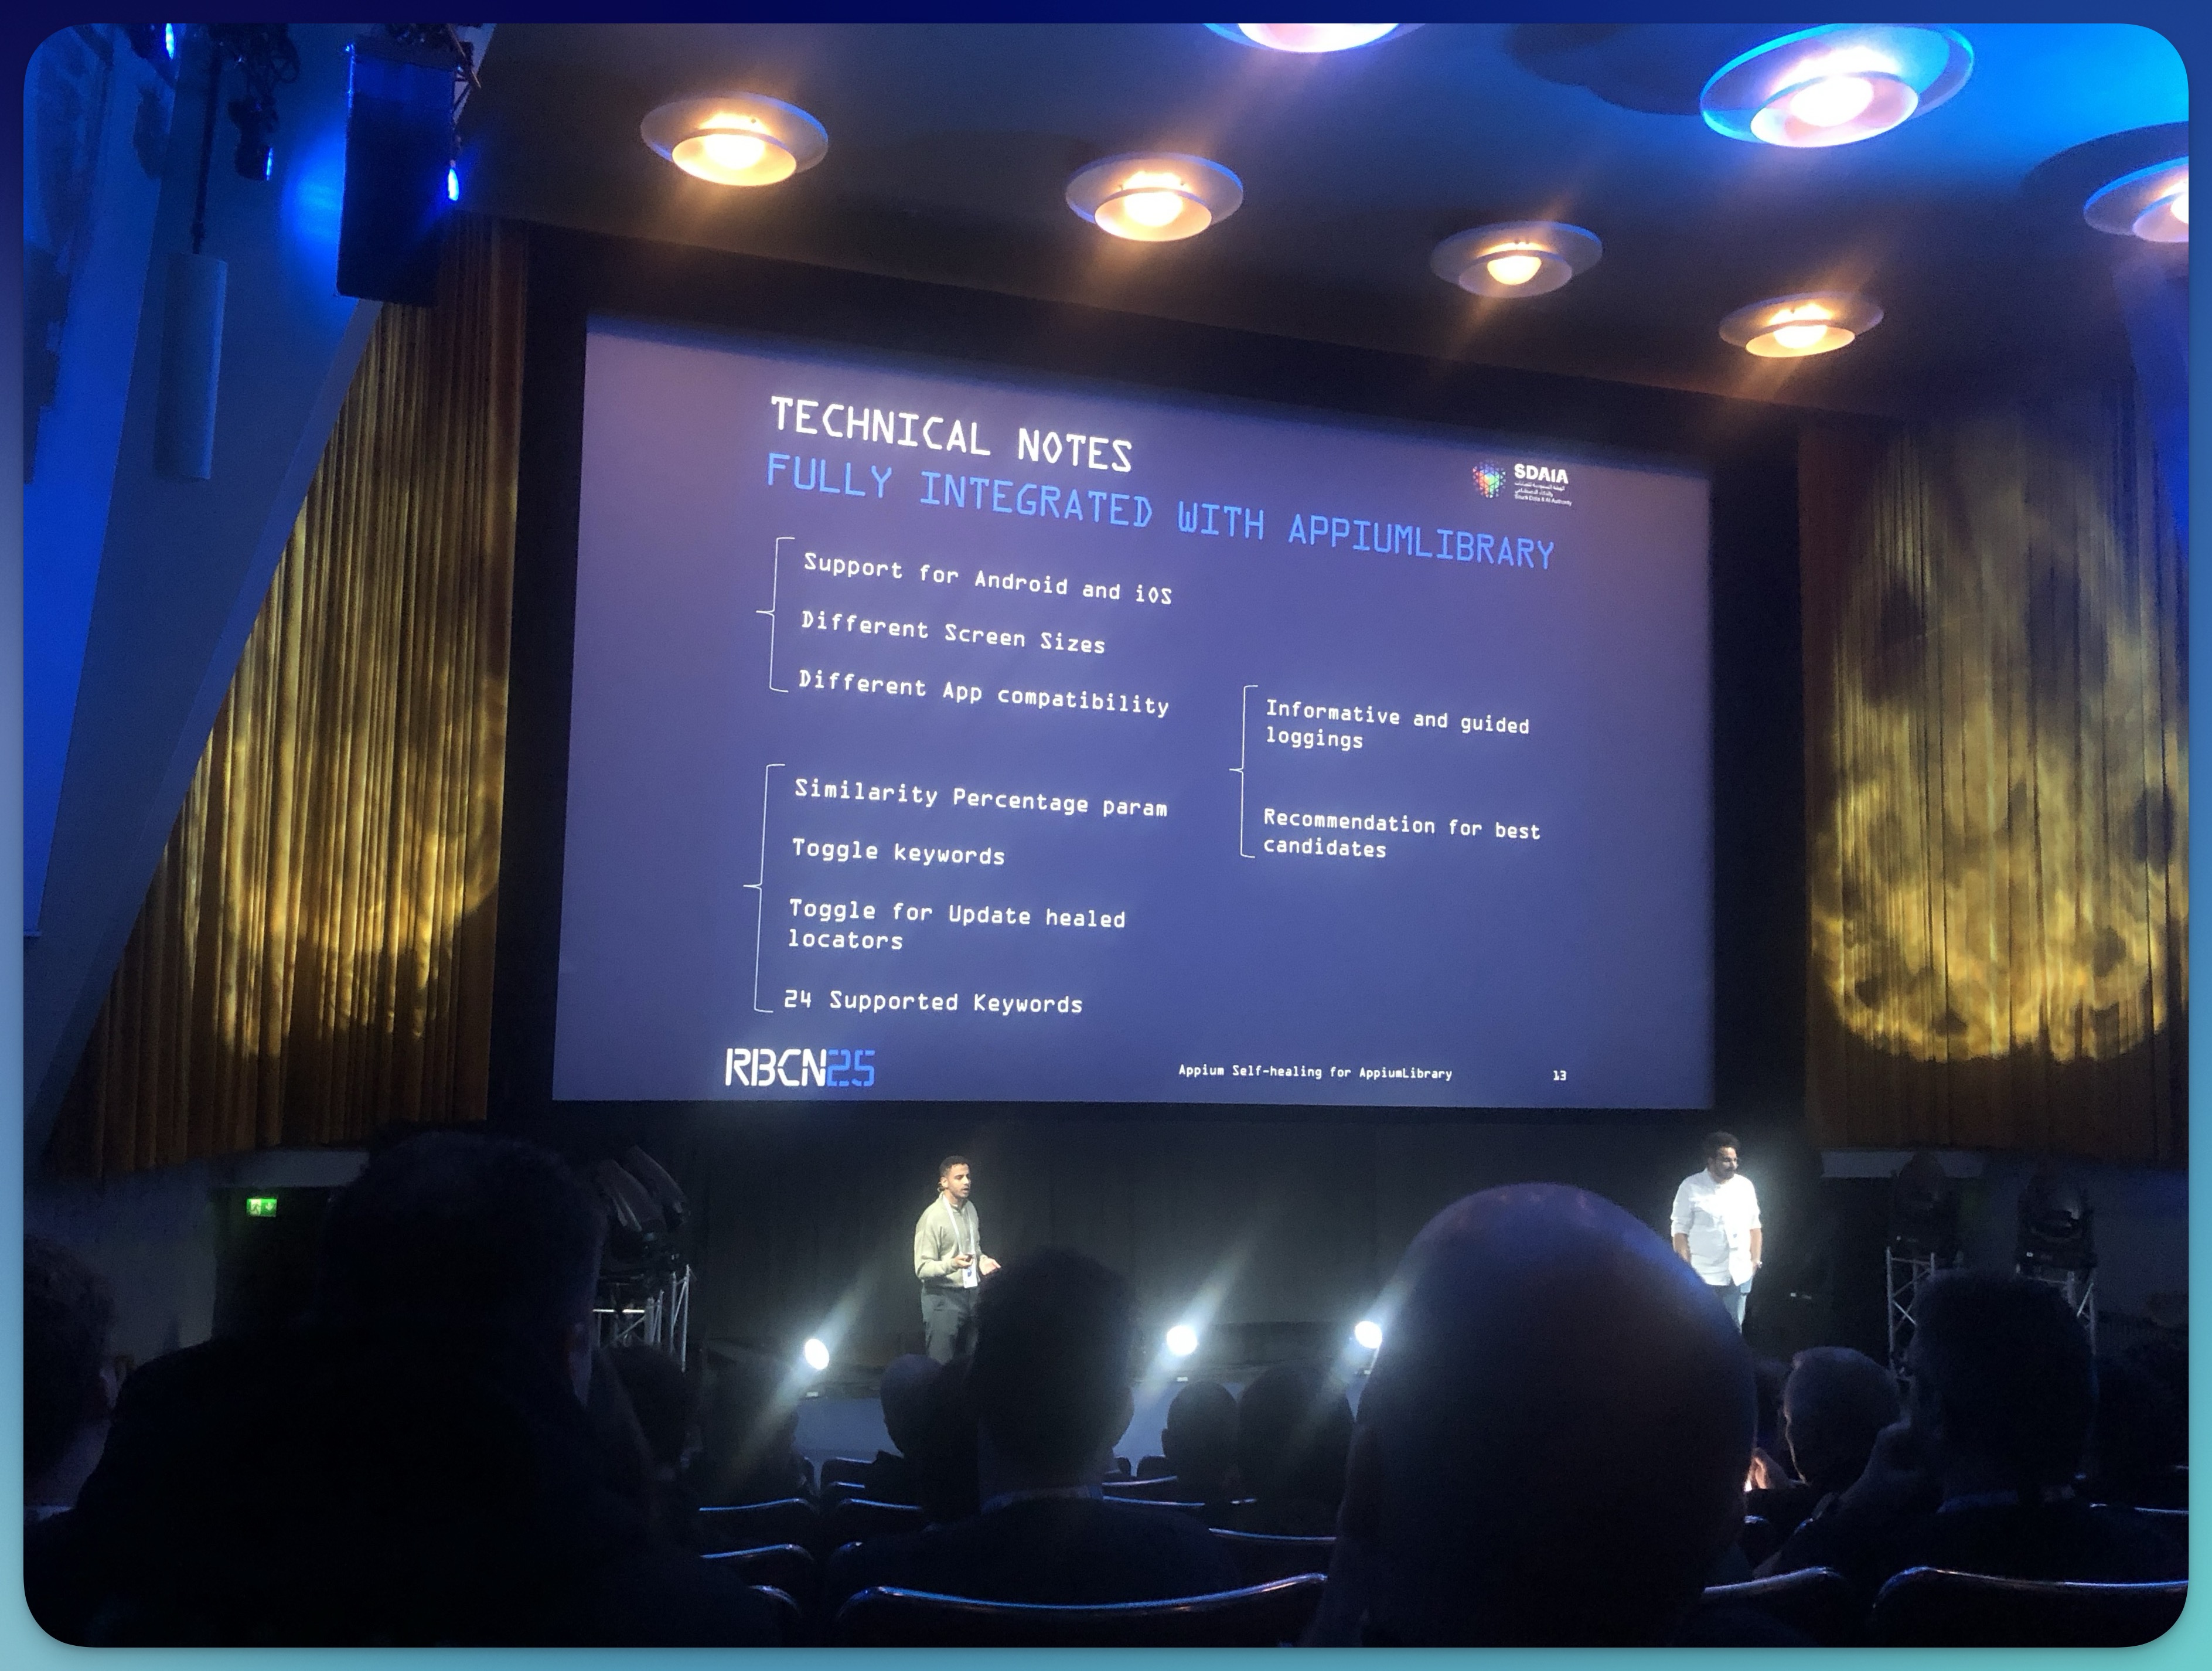 TECHNICAL NOTES
FULLY INTEGRATED WITH APPIUMLIBRARY
SDAIA
Support for Android and iOS
Different Screen Sizes
Different App compatibility
Similarity Percentage param
Toggle keywords
Toggle for Update healed
locators
24 Supported Keywords
Informative and guided
loggings
Recommendation for best
candidates
RBCN25
Appium Self-healing for AppiumLibrary
13